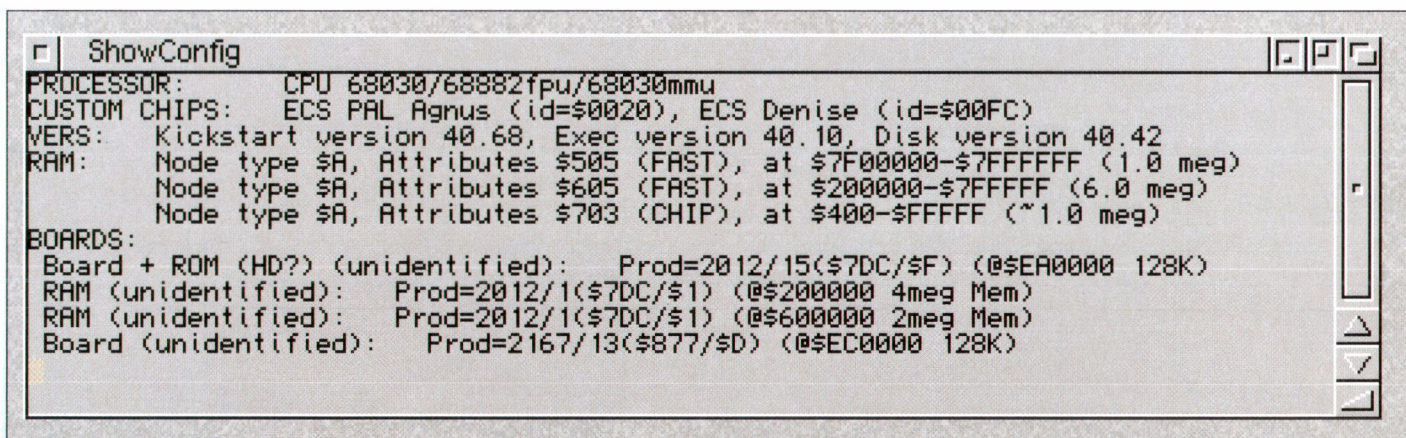 ShowConfig
PROCESSOR: CPU 68030/68882fpu/68030mmu
CUSTOM CHIPS: ECS PAL Agnus (id=$0020), ECS Denise (id=$00FC)
VERS: Kickstart version 40.68, Exec version 40.10, Disk version 40.42
RAM: Node type $A, Attributes $505 (FAST), at $7F00000-$7FFFFFF (1.0 meg)
Node type $A, Attributes $605 (FAST), at $200000-$7FFFFF (6.0 meg)
Node type $A, Attributes $703 (CHIP), at $400-$FFFFF (~1.0 meg)
BOARDS:
Board + ROM (HD?) (unidentified): Prod=2012/15($7DC/$F) (@$EA0000 128K)
RAM (unidentified): Prod=2012/1($7DC/$1) (@$200000 4meg Mem)
RAM (unidentified): Prod=2012/1($7DC/$1) (@$600000 2meg Mem)
Board (unidentified): Prod=2167/13($877/$D) (@$EC0000 128K)